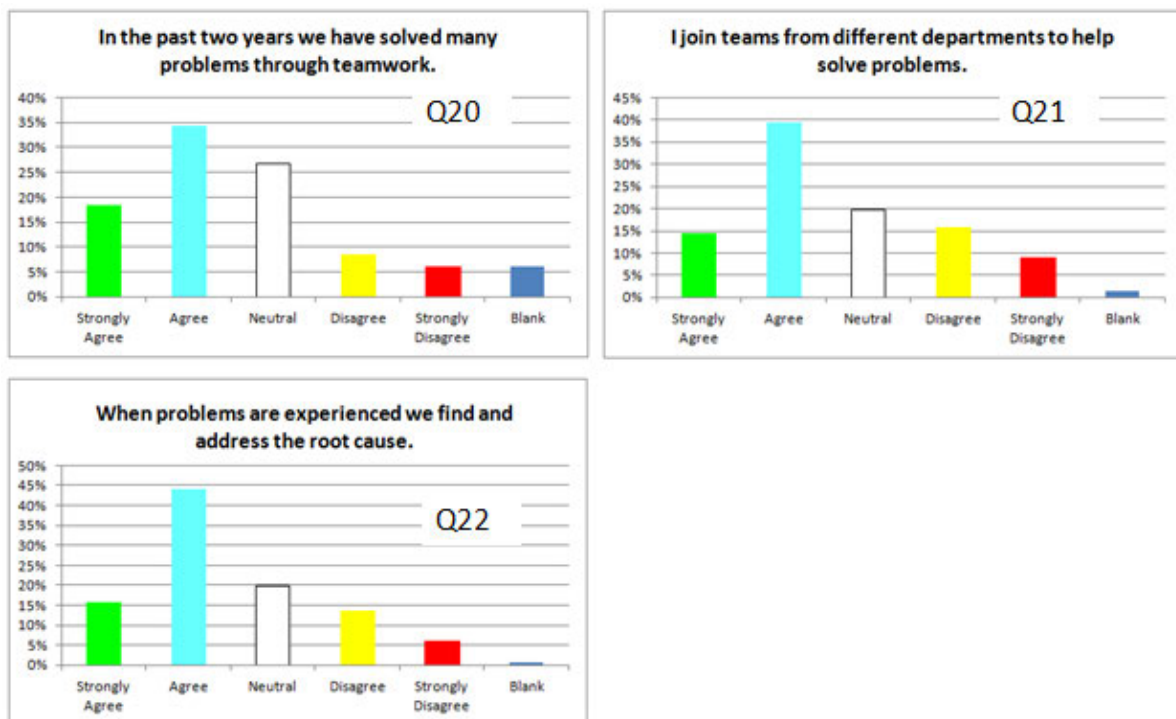 In the past two years we have solved many
problems through teamwork.
Q20
40%
35%
30%
25%
20%
15%
10%
5%
0%
Strongly Agree
Agree
Neutral
Disagree
Strongly Disagree
Blank
I join teams from different departments to help
solve problems.
Q21
45%
40%
35%
30%
25%
20%
15%
10%
5%
0%
Strongly Agree
Agree
Neutral
Disagree
Strongly Disagree
Blank
When problems are experienced we find and
address the root cause.
Q22
50%
45%
40%
35%
30%
25%
20%
15%
10%
5%
0%
Strongly Agree
Agree
Neutral
Disagree
Strongly Disagree
Blank